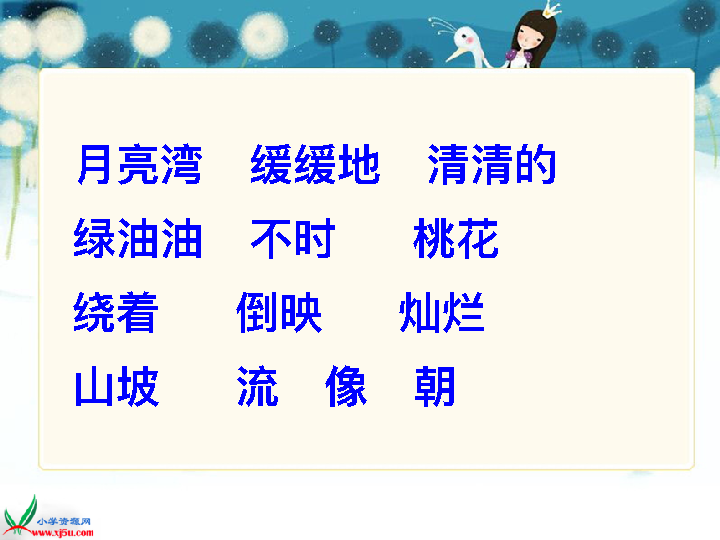 月亮湾 缓缓地 清清的
绿油油 不时 桃花
绕着 倒映 灿烂
山坡 流 像 朝
小学资源网
www.xj5u.com